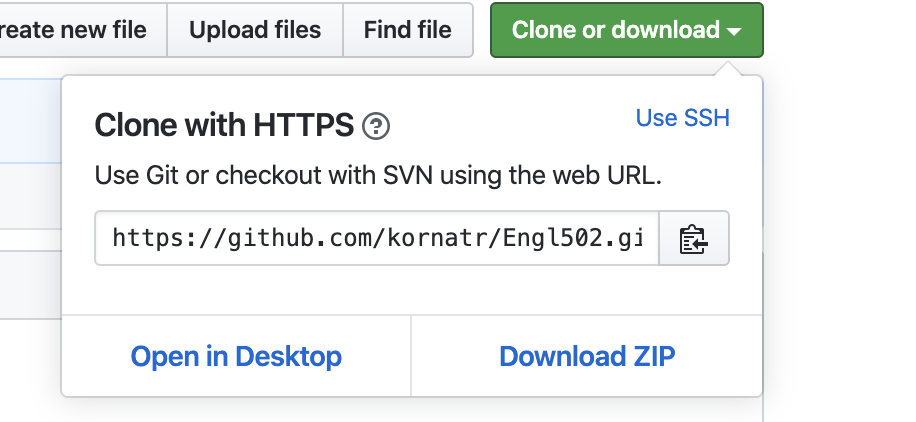 reate new file
Upload files
Find file
Clone or download
Clone with HTTPS
Use SSH
Use Git or checkout with SVN using the web URL.
https://github.com/kornatr/Engl502.gi
Open in Desktop
Download ZIP